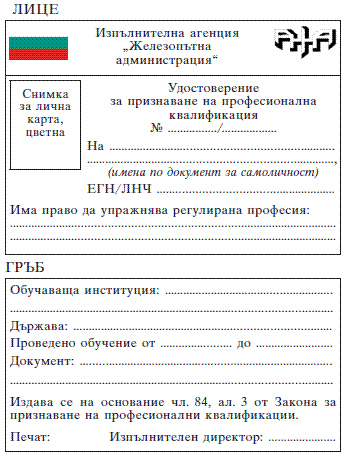 ЛИЦЕ
Изпълнителна агенция
„Железопътна
администрация“
Снимка
за лична
карта,
цветна
Удостоверение
за признаване на професионална
квалификация
№ ................/.................
На ..................................................................
....................................................................,
(имена по документ за самоличност)
ЕГН/ЛНЧ ......................................................
Има право да упражнява регулирана професия:
..........................................................................................
..........................................................................................
ГРЪБ
Обучаваща институция: ..............................................
..........................................................................................
Държава: .......................................................................
Проведено обучение от ................... до ....................
Документ: .....................................................................
..........................................................................................
Издава се на основание чл. 84, ал. 3 от Закона за
признаване на професионални квалификации.
Печат: Изпълнителен директор: ......................